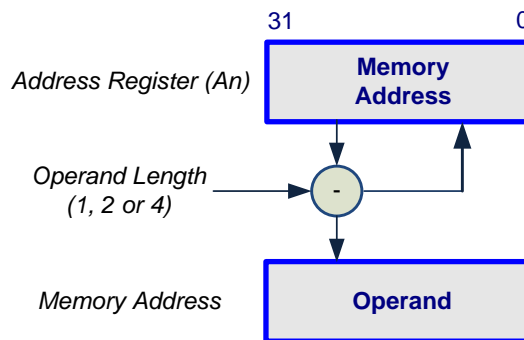 31 0
Address Register (An)
Memory
Address
Operand Length
(1, 2 or 4)
-
Memory Address
Operand